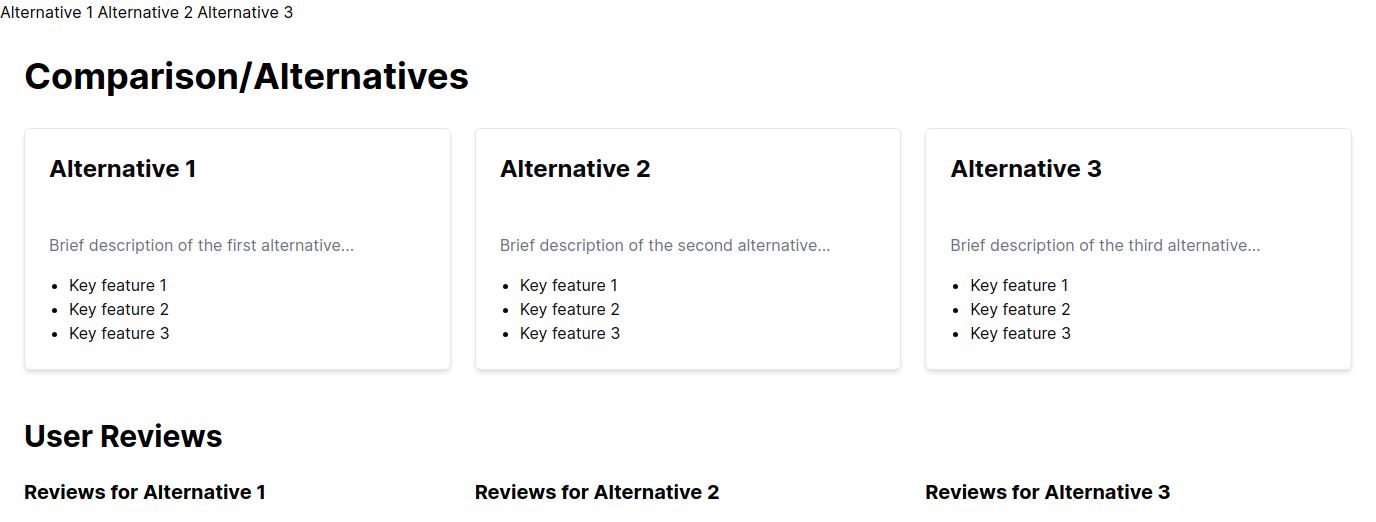 Alternative 1 Alternative 2 Alternative 3
Comparison/Alternatives
Alternative 1
Brief description of the first alternative...
Key feature 1
Key feature 2
Key feature 3
Alternative 2
Brief description of the second alternative...
Key feature 1
Key feature 2
Key feature 3
Alternative 3
Brief description of the third alternative...
Key feature 1
Key feature 2
Key feature 3
User Reviews
Reviews for Alternative 1
Reviews for Alternative 2
Reviews for Alternative 3